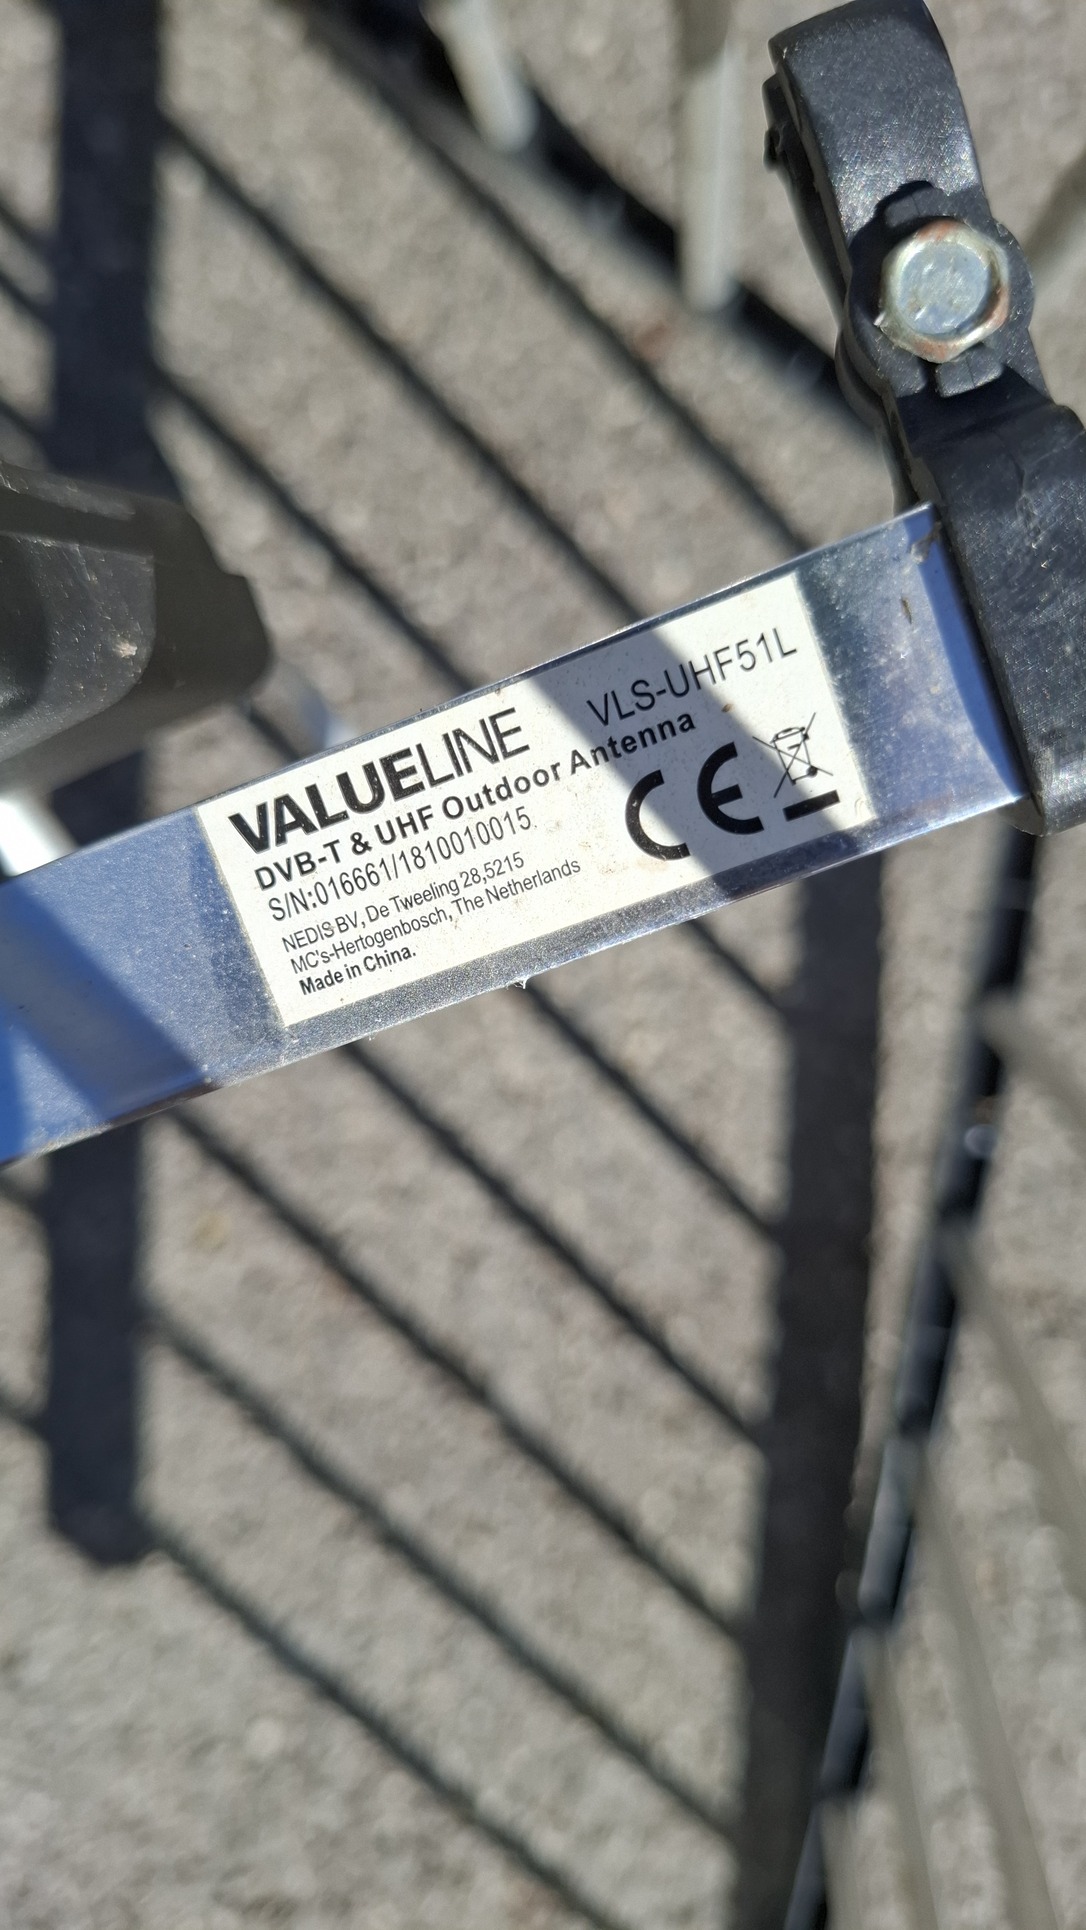 VALUELINE VLS-UHF51L
DVB-T & UHF Outdoor Antenna
S/N:016661/1810010015
NEDIS BV, De Tweeling 28,5215
MC's-Hertogenbosch, The Netherlands
Made in China.
CE